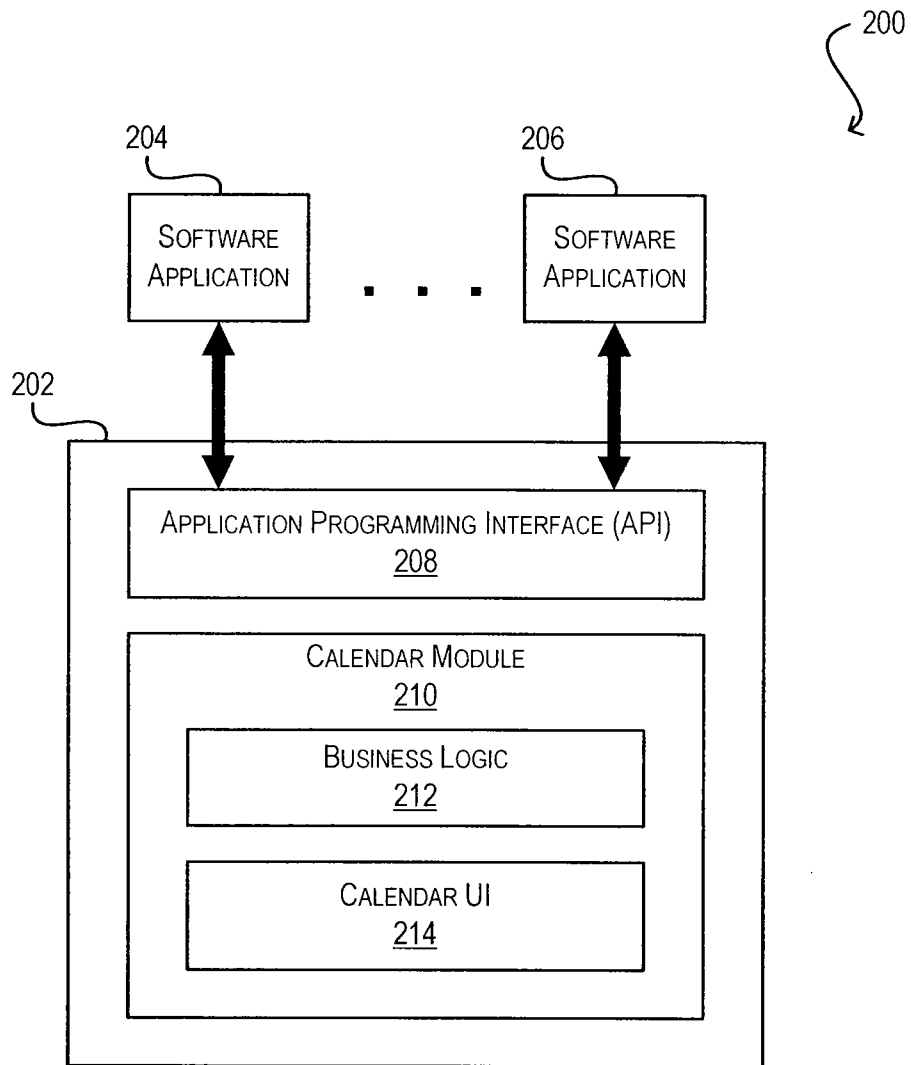 200
204
206
SOFTWARE
APPLICATION
SOFTWARE
APPLICATION
. . .
202
APPLICATION PROGRAMMING INTERFACE (API)
208
CALENDAR MODULE
210
BUSINESS LOGIC
212
CALENDAR UI
214